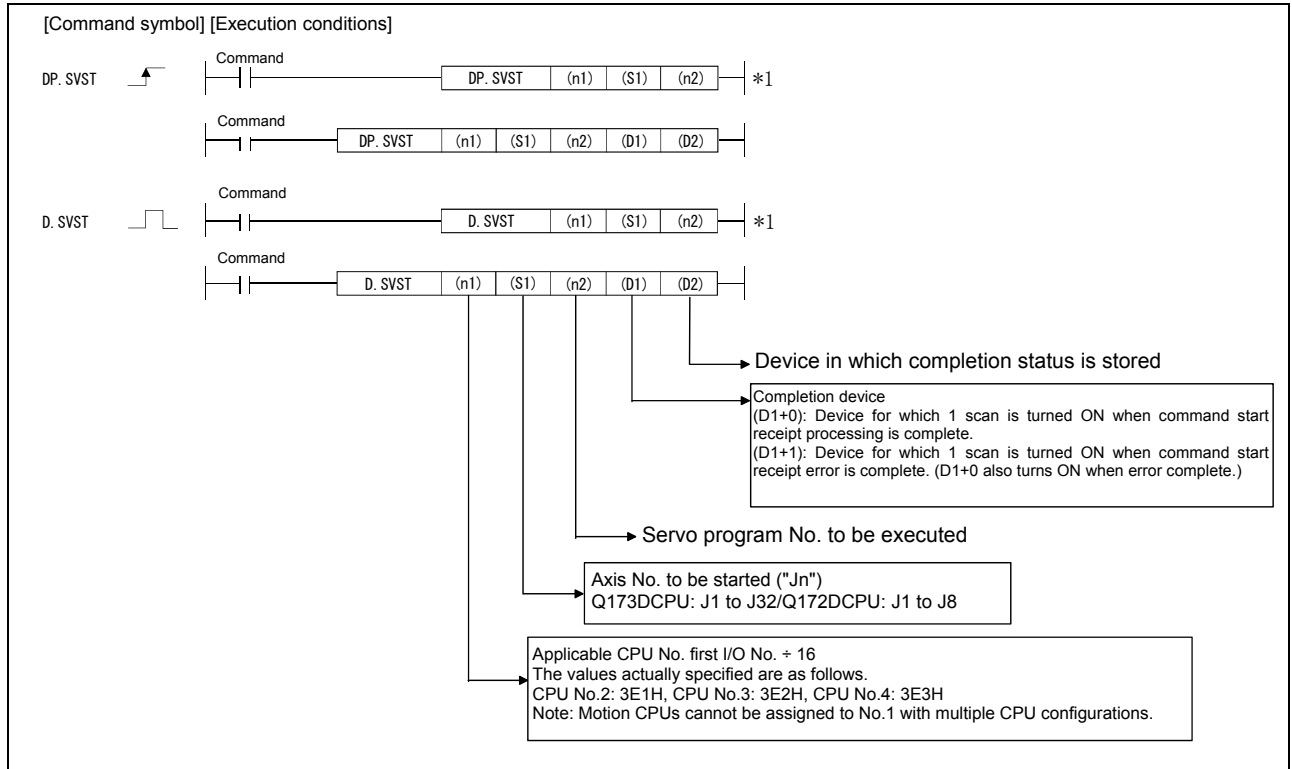 [Command symbol] [Execution conditions]
Command
DP. SVST DP. SVST (n1) (S1) (n2) *1
Command
DP. SVST (n1) (S1) (n2) (D1) (D2)
Command
D. SVST D. SVST (n1) (S1) (n2) *1
Command
D. SVST (n1) (S1) (n2) (D1) (D2)
Device in which completion status is stored
Completion device
(D1+0): Device for which 1 scan is turned ON when command start
receipt processing is complete.
(D1+1): Device for which 1 scan is turned ON when command start
receipt error is complete. (D1+0 also turns ON when error complete.)
Servo program No. to be executed
Axis No. to be started ("Jn")
Q173DCPU: J1 to J32/Q172DCPU: J1 to J8
Applicable CPU No. first I/O No. ÷ 16
The values actually specified are as follows.
CPU No.2: 3E1H, CPU No.3: 3E2H, CPU No.4: 3E3H
Note: Motion CPUs cannot be assigned to No.1 with multiple CPU configurations.